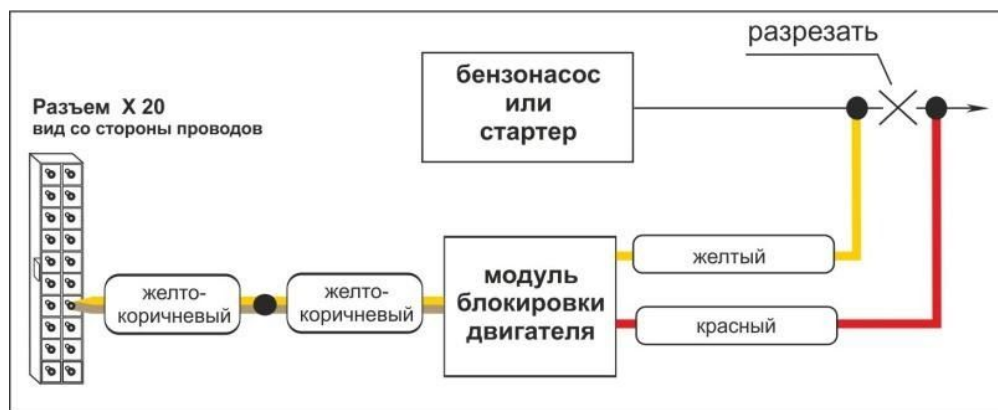 разрезать
бензонасос
или
стартер
Разъем X 20
вид со стороны проводов
желто-
коричневый
желто-
коричневый
модуль
блокировки
двигателя
желтый
красный